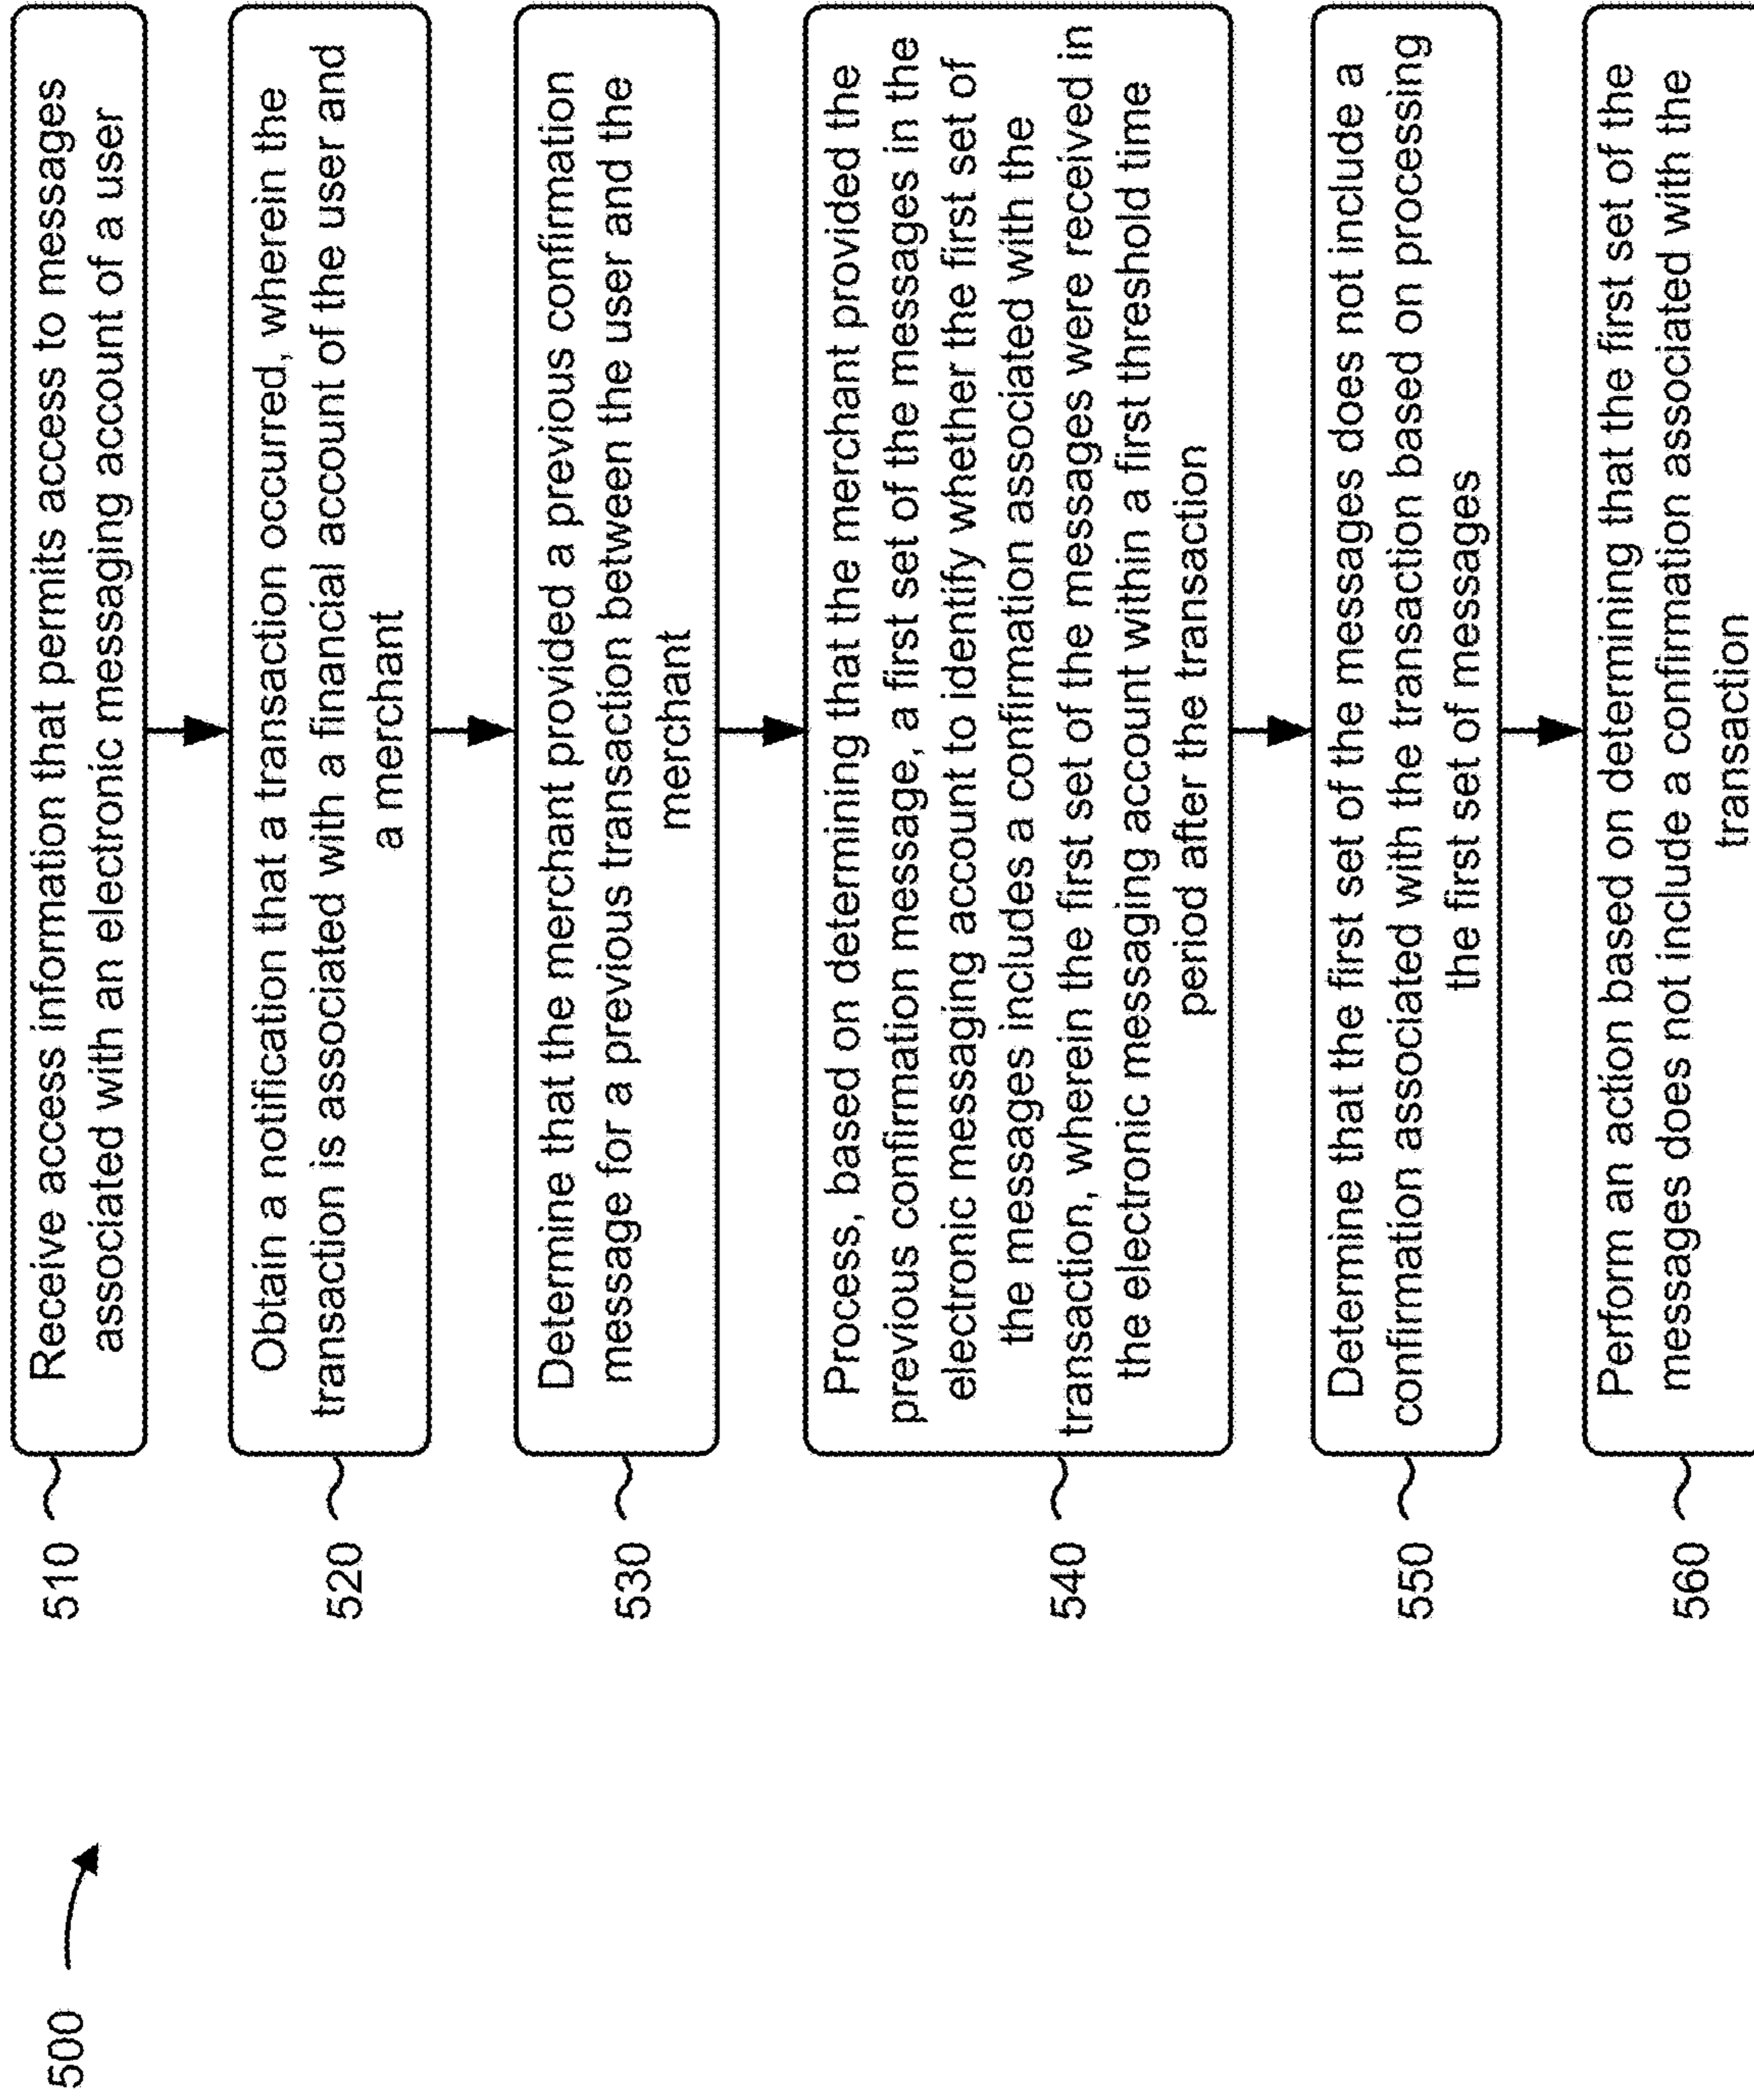 500
510
Receive access information that permits access to messages
associated with an electronic messaging account of a user
520
Obtain a notification that a transaction occurred, wherein the
transaction is associated with a financial account of the user and
a merchant
530
Determine that the merchant provided a previous confirmation
message for a previous transaction between the user and the
merchant
540
Process, based on determining that the merchant provided the
previous confirmation message, a first set of the messages in the
electronic messaging account to identify whether the first set of
the messages includes a confirmation associated with the
transaction, wherein the first set of the messages were received in
the electronic messaging account within a first threshold time
period after the transaction
550
Determine that the first set of the messages does not include a
confirmation associated with the transaction based on processing
the first set of messages
560
Perform an action based on determining that the first set of the
messages does not include a confirmation associated with the
transaction